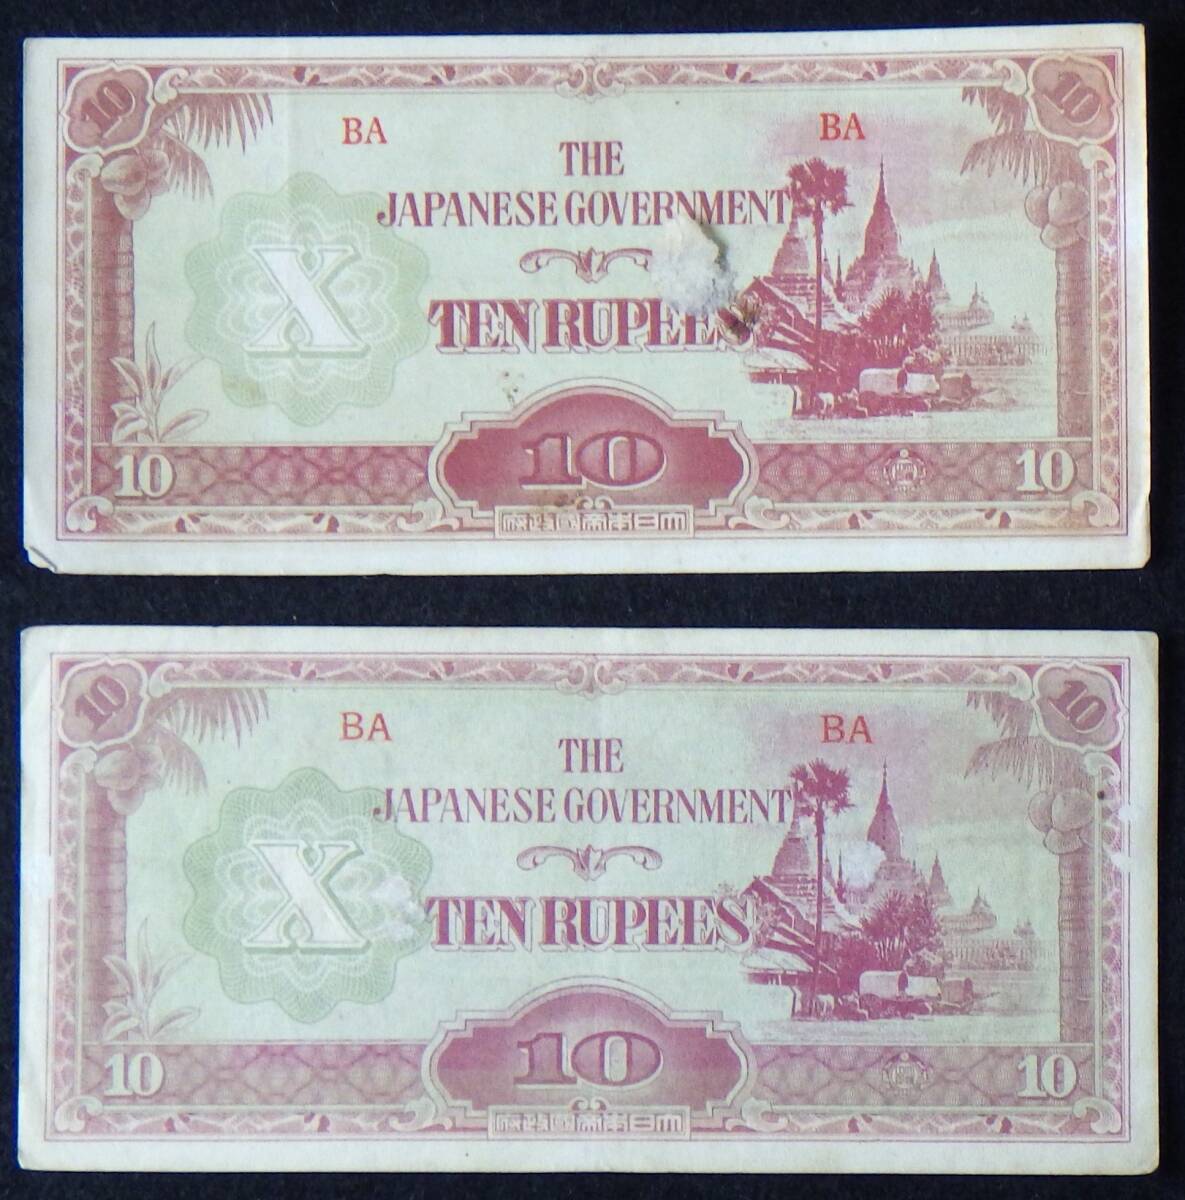 10
10
BA
BA
THE
JAPANESE GOVERNMENT
X
TEN RUPEES
10
10
10
府政國帝本日大
10
10
BA
BA
THE
JAPANESE GOVERNMENT
X
TEN RUPEES
10
10
10
府政國帝本日大